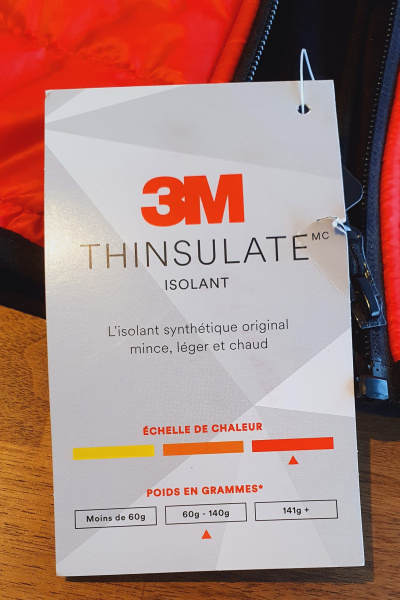 3M
THINSULATE MC
ISOLANT
L'isolant synthétique original
mince, léger et chaud
ÉCHELLE DE CHALEUR
POIDS EN GRAMMES*
Moins de 60g 60g - 140g 141g +